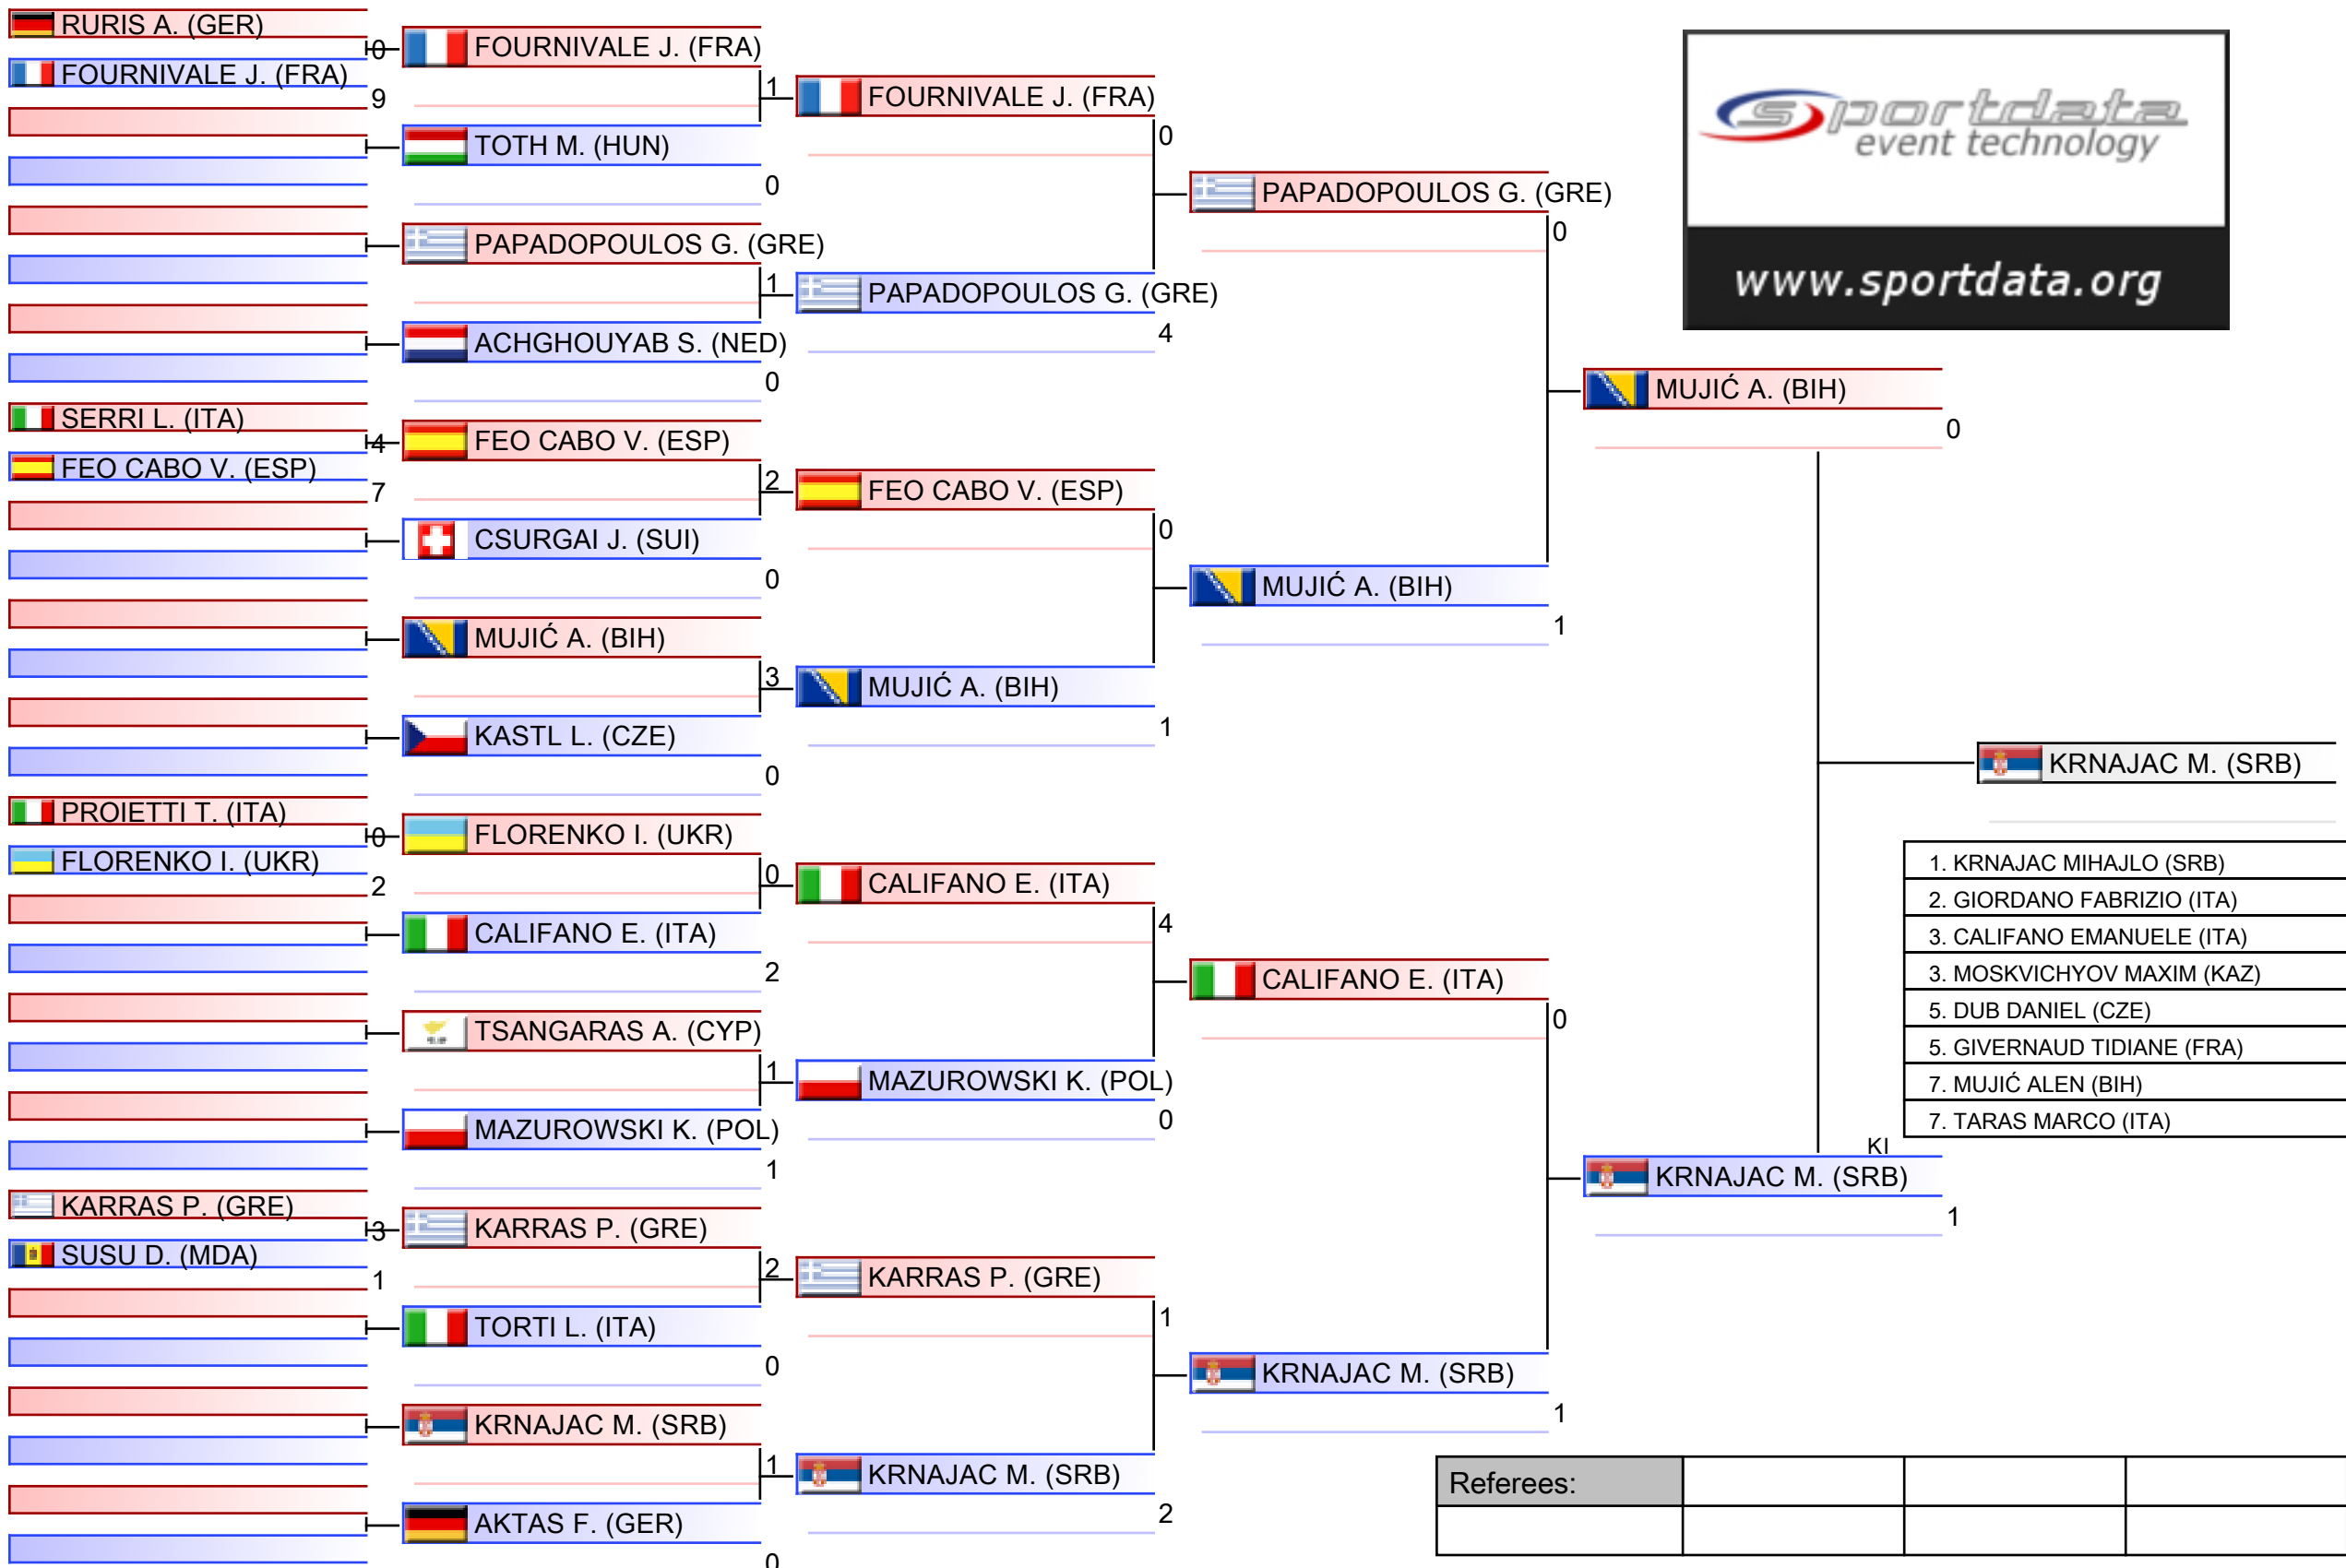 RURIS A. (GER)
0
FOURNIVALE J. (FRA)
9
SERRI L. (ITA)
4
FEO CABO V. (ESP)
7
PROIETTI T. (ITA)
0
FLORENKO I. (UKR)
2
KARRAS P. (GRE)
3
SUSU D. (MDA)
1
FOURNIVALE J. (FRA)
1
TOTH M. (HUN)
0
PAPADOPOULOS G. (GRE)
1
ACHGHOUYAB S. (NED)
0
FEO CABO V. (ESP)
2
CSURGAI J. (SUI)
0
MUJIĆ A. (BIH)
3
KASTL L. (CZE)
0
FLORENKO I. (UKR)
0
CALIFANO E. (ITA)
2
TSANGARAS A. (CYP)
1
MAZUROWSKI K. (POL)
1
KARRAS P. (GRE)
2
TORTI L. (ITA)
0
KRNAJAC M. (SRB)
1
AKTAS F. (GER)
0
FOURNIVALE J. (FRA)
0
PAPADOPOULOS G. (GRE)
4
FEO CABO V. (ESP)
0
MUJIĆ A. (BIH)
1
CALIFANO E. (ITA)
4
MAZUROWSKI K. (POL)
0
KARRAS P. (GRE)
1
KRNAJAC M. (SRB)
2
PAPADOPOULOS G. (GRE)
0
MUJIĆ A. (BIH)
1
CALIFANO E. (ITA)
0
KRNAJAC M. (SRB)
1
sportdata
event technology
www.sportdata.org
MUJIĆ A. (BIH)
0
KI
KRNAJAC M. (SRB)
1
KRNAJAC M. (SRB)
1. KRNAJAC MIHAJLO (SRB)
2. GIORDANO FABRIZIO (ITA)
3. CALIFANO EMANUELE (ITA)
3. MOSKVICHYOV MAXIM (KAZ)
5. DUB DANIEL (CZE)
5. GIVERNAUD TIDIANE (FRA)
7. MUJIĆ ALEN (BIH)
7. TARAS MARCO (ITA)
Referees: